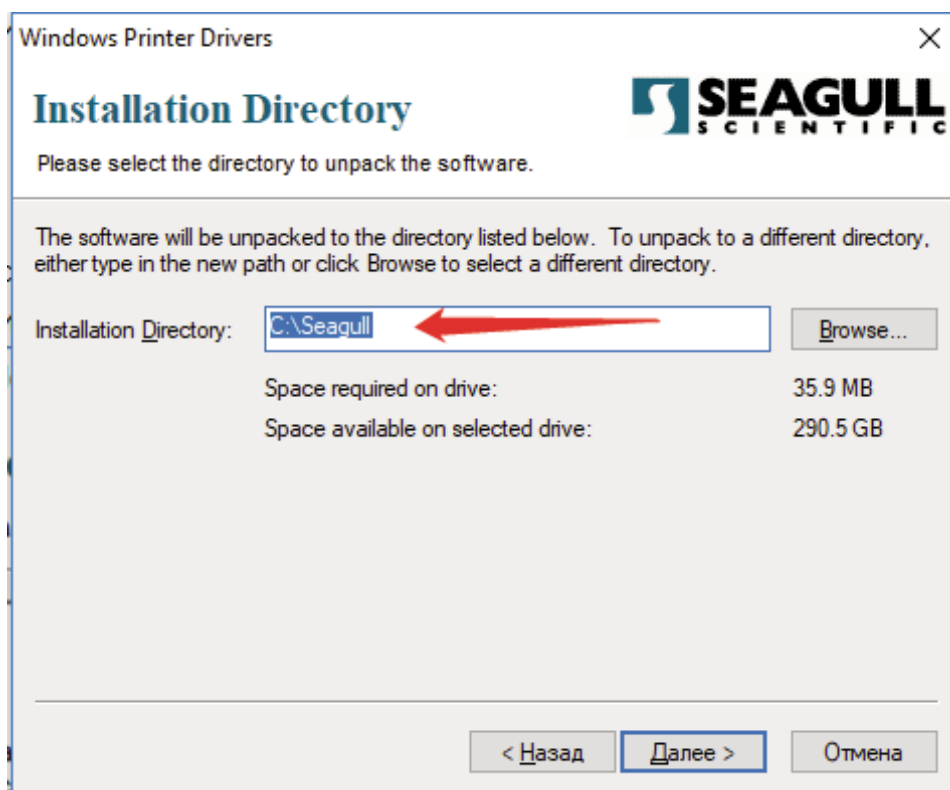 Windows Printer Drivers
Installation Directory
SEAGULL
SCIENTIFIC
Please select the directory to unpack the software.
The software will be unpacked to the directory listed below. To unpack to a different directory,
either type in the new path or click Browse to select a different directory.
Installation Directory: C:\Seagull Browse...
Space required on drive: 35.9 MB
Space available on selected drive: 290.5 GB
< Назад Далее > Отмена